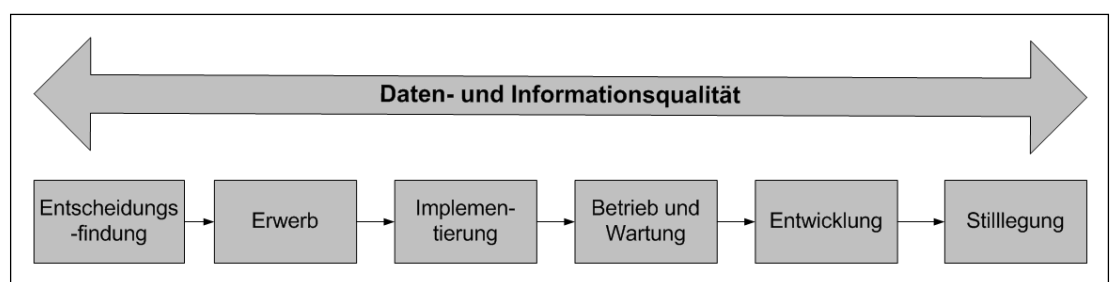 Daten- und Informationsqualität
Entscheidungs
-findung
Erwerb
Implemen-
tierung
Betrieb und
Wartung
Entwicklung
Stilllegung